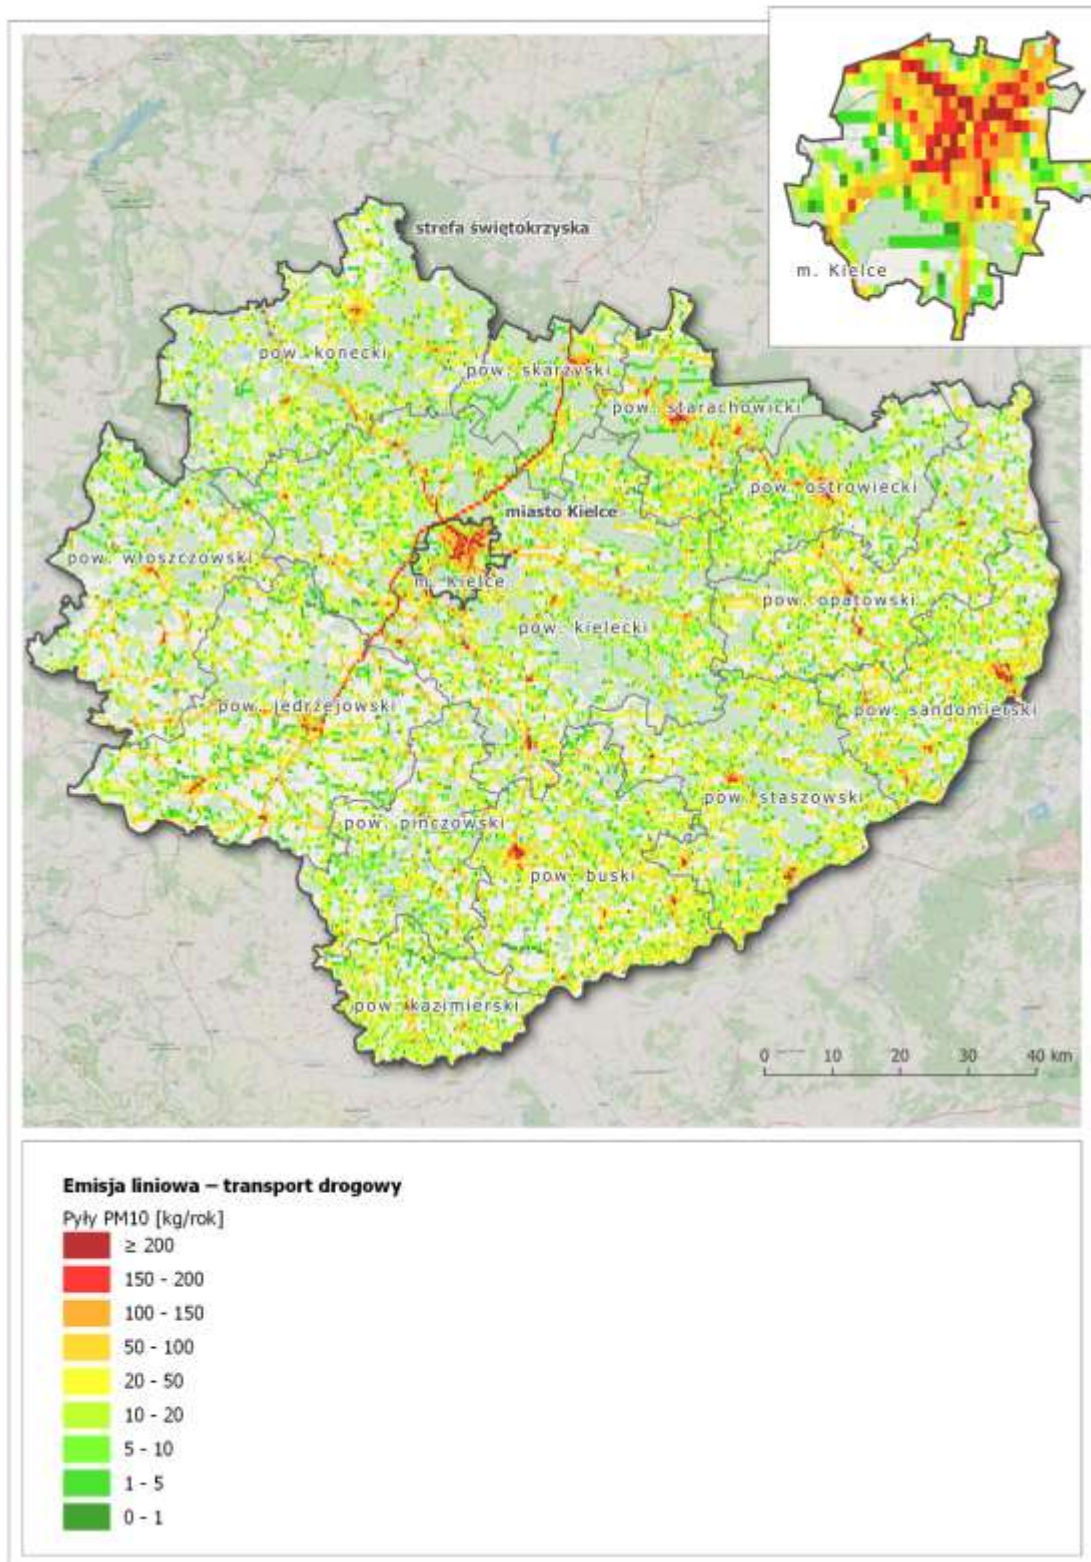 m. Kielce
strefa świętokrzyska
pow. konecki
pow. skarżyski
pow. starachowicki
pow. ostrowiecki
miasto Kielce
pow. włoszczowski
m. Kielce
pow. opatowski
pow. kielecki
pow. jędrzejowski
pow. sandomierski
pow. staszowski
pow. pińczowski
pow. buski
pow. kazimierski
0 10 20 30 40 km
Emisja liniowa – transport drogowy
Pyły PM10 [kg/rok]
≥ 200
150 - 200
100 - 150
50 - 100
20 - 50
10 - 20
5 - 10
1 - 5
0 - 1